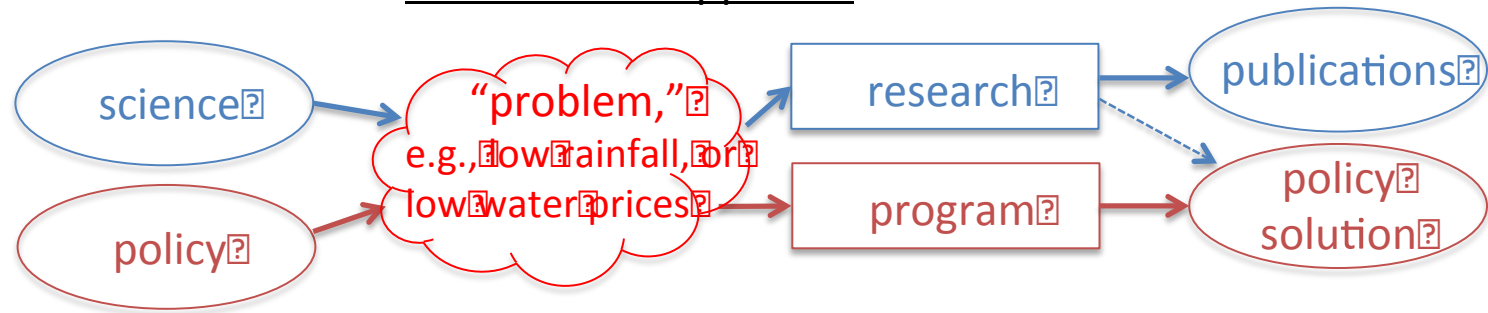 science
“problem,”
e.g., low rainfall, or
low water prices
research
publications
policy
program
policy
solution